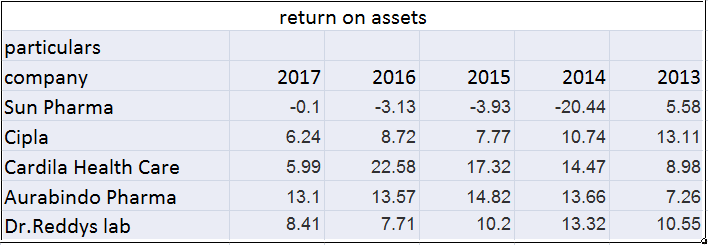 return on assets
particulars
company 2017 2016 2015 2014 2013
Sun Pharma -0.1 -3.13 -3.93 -20.44 5.58
Cipla 6.24 8.72 7.77 10.74 13.11
Cardila Health Care 5.99 22.58 17.32 14.47 8.98
Aurabindo Pharma 13.1 13.57 14.82 13.66 7.26
Dr.Reddys lab 8.41 7.71 10.2 13.32 10.55